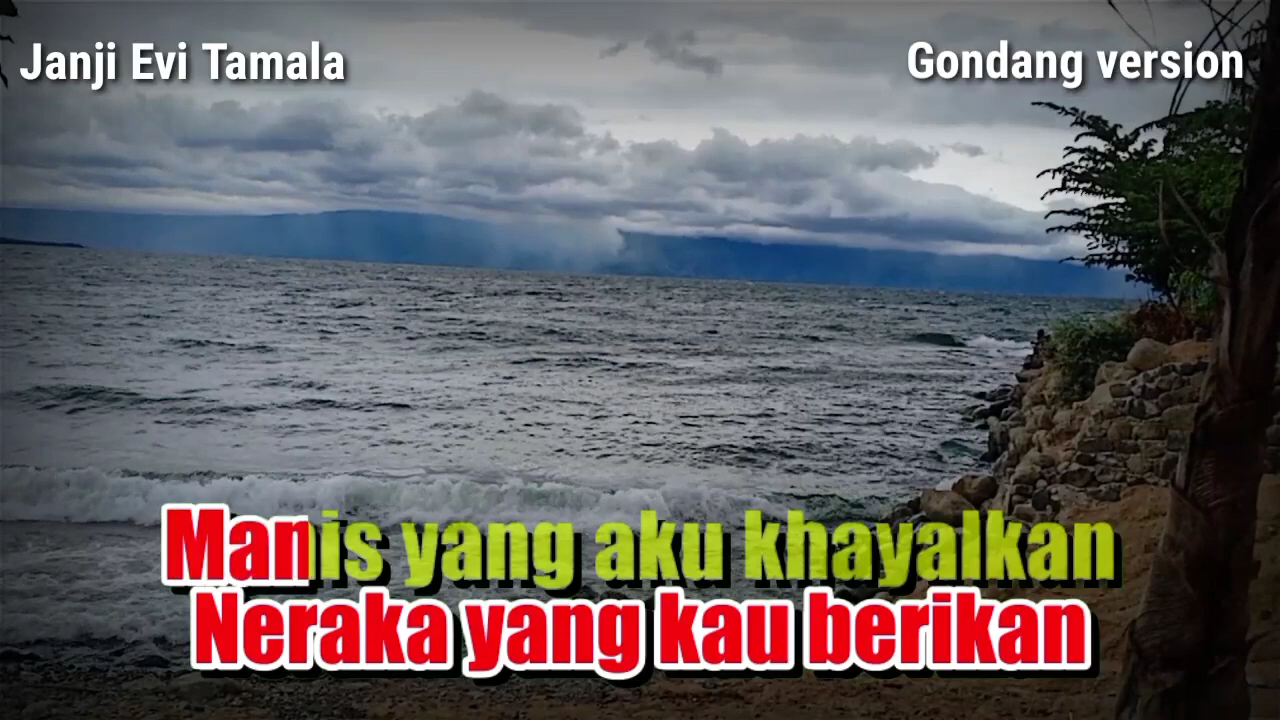 Janji Evi Tamala
Gondang version
Manis yang aku khayalkan
Neraka yang kau berikan